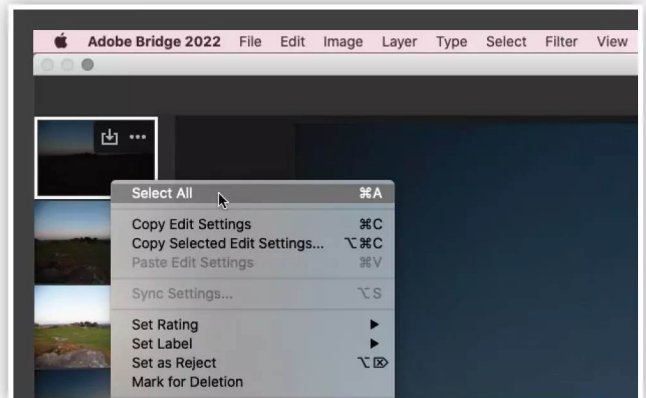 Adobe Bridge 2022 File Edit Image Layer Type Select Filter View
Select All ⌘A
Copy Edit Settings ⌘C
Copy Selected Edit Settings... ⌥⌘C
Paste Edit Settings ⌘V
Sync Settings... ⌥S
Set Rating ▶
Set Label ▶
Set as Reject ⌥⌦
Mark for Deletion